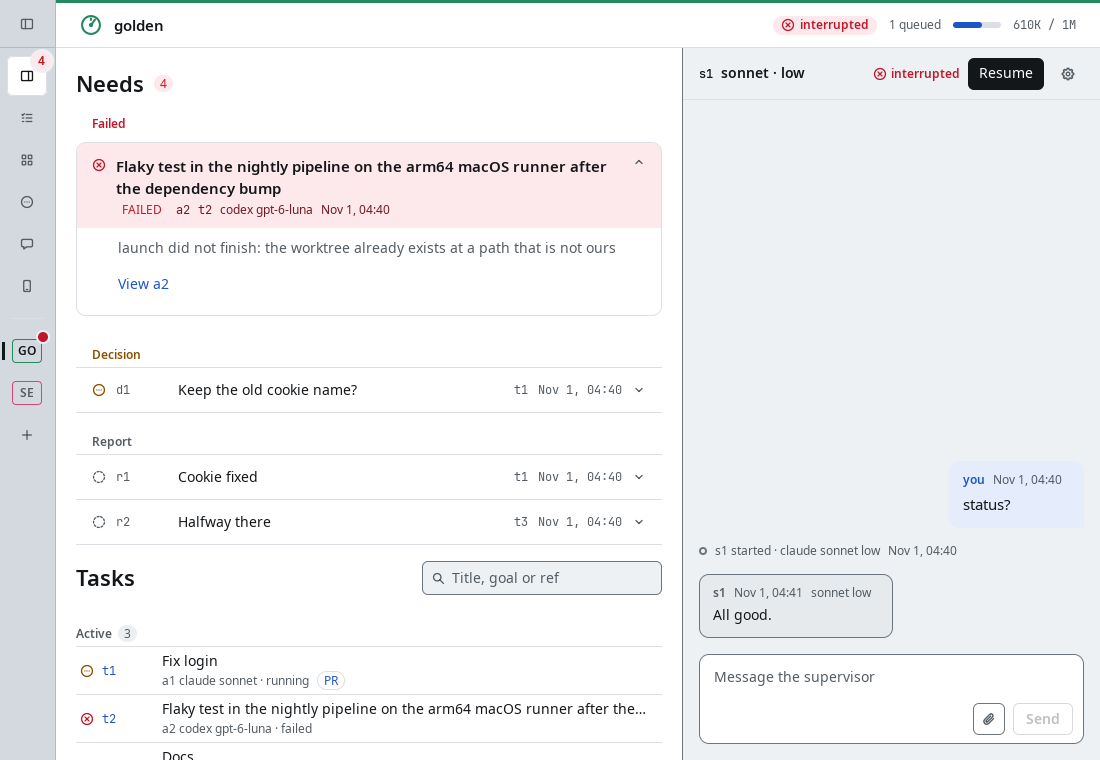 golden
interrupted
1 queued
610K / 1M
4
GO
SE
Needs 4
Failed
Flaky test in the nightly pipeline on the arm64 macOS runner after
the dependency bump
FAILED a2 t2 codex gpt-6-luna Nov 1, 04:40
launch did not finish: the worktree already exists at a path that is not ours
View a2
Decision
d1 Keep the old cookie name? t1 Nov 1, 04:40
Report
r1 Cookie fixed t1 Nov 1, 04:40
r2 Halfway there t3 Nov 1, 04:40
Tasks
Title, goal or ref
Active 3
t1 Fix login
a1 claude sonnet · running PR
t2 Flaky test in the nightly pipeline on the arm64 macOS runner after the…
a2 codex gpt-6-luna · failed
Docs
s1 sonnet · low
interrupted
Resume
you Nov 1, 04:40
status?
s1 started · claude sonnet low Nov 1, 04:40
s1 Nov 1, 04:41 sonnet low
All good.
Message the supervisor
Send